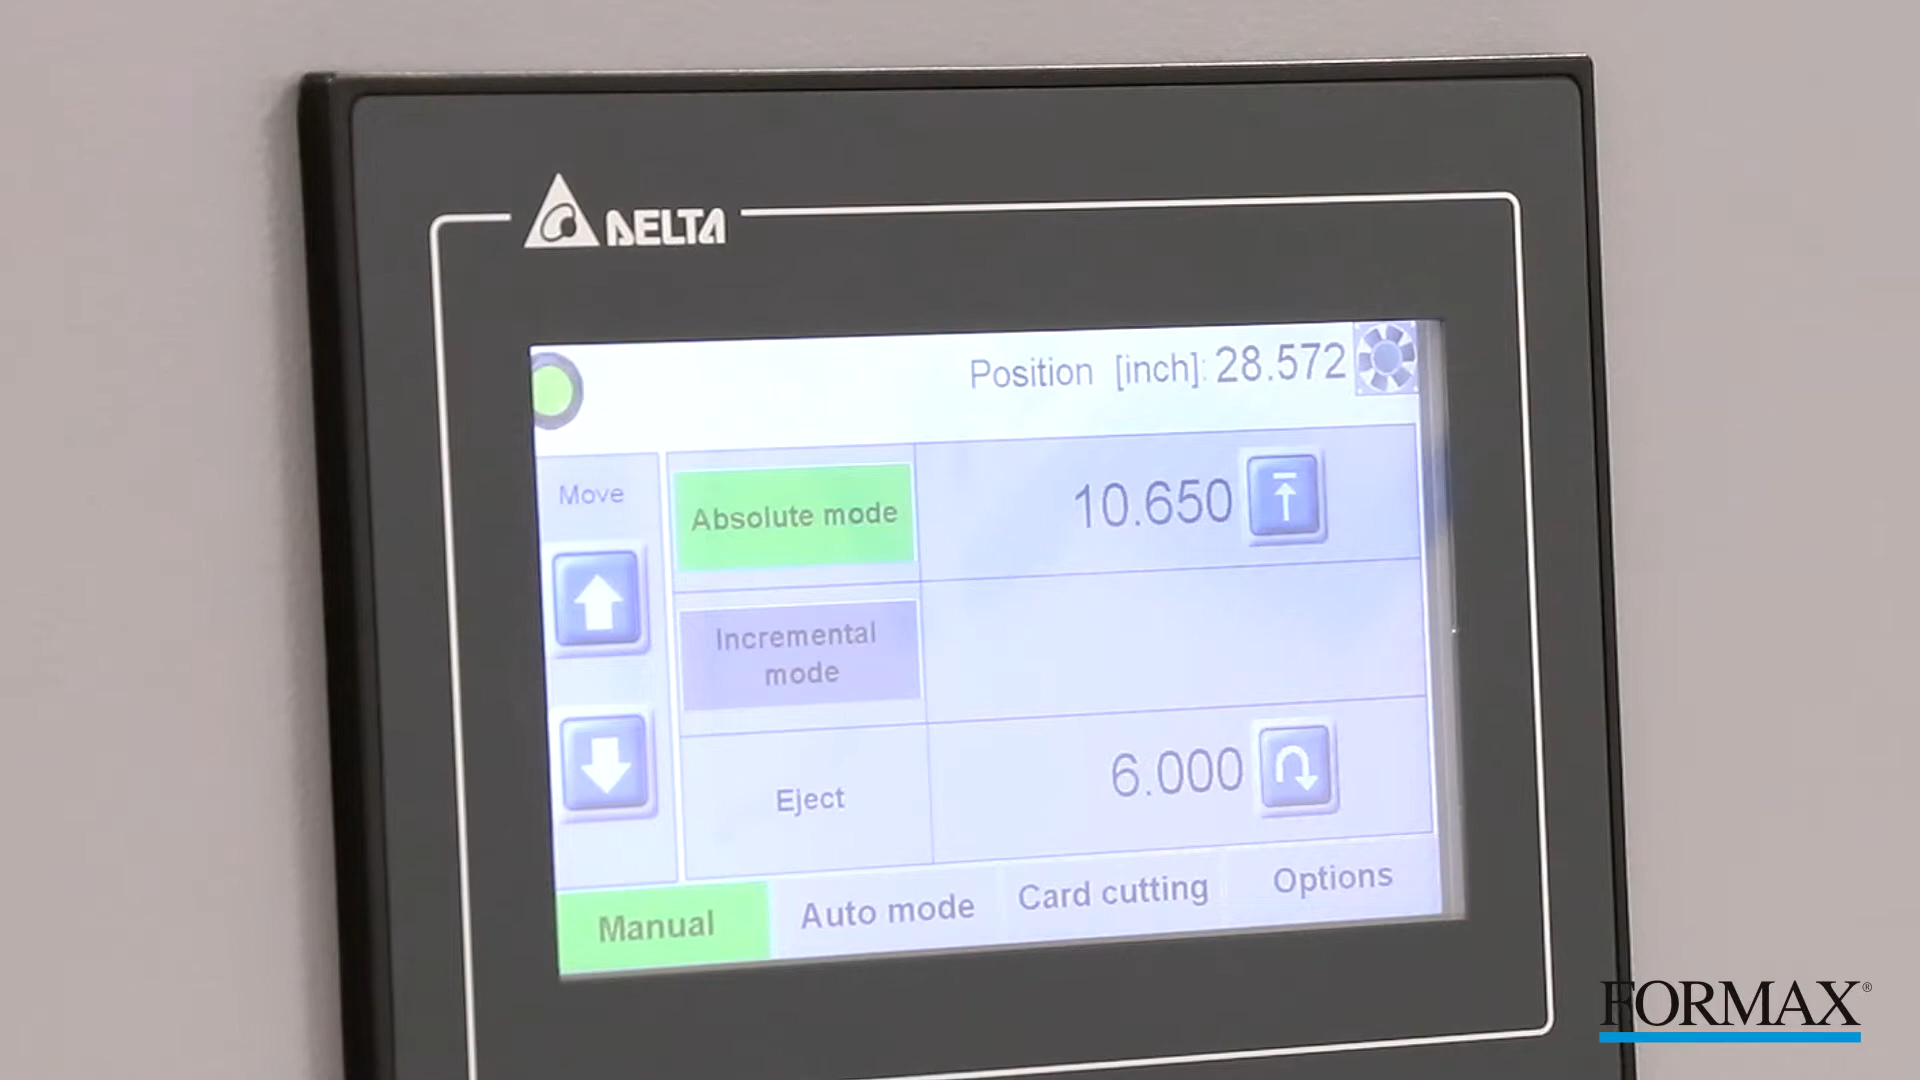 DELTA
Position [inch]: 28.572
Move
Absolute mode
10.650
Incremental
mode
Eject
6.000
Manual
Auto mode
Card cutting
Options
FORMAX®